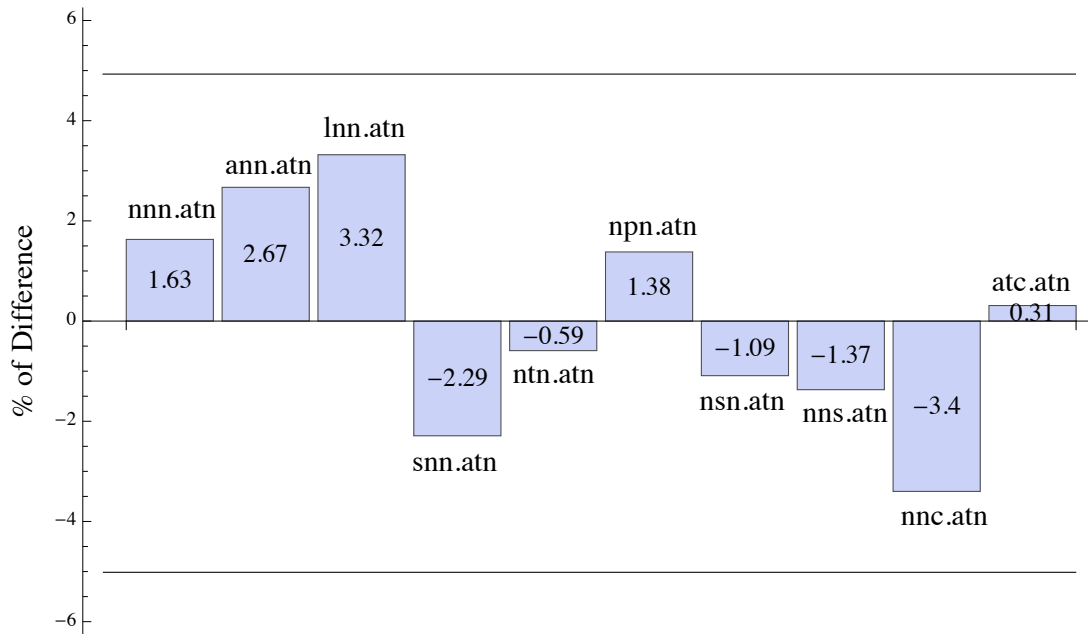 6
4
2
0
−2
−4
−6
% of Difference
nnn.atn
1.63
ann.atn
2.67
lnn.atn
3.32
−2.29
snn.atn
−0.59
ntn.atn
npn.atn
1.38
−1.09
nsn.atn
−1.37
nns.atn
−3.4
nnc.atn
atc.atn
0.31